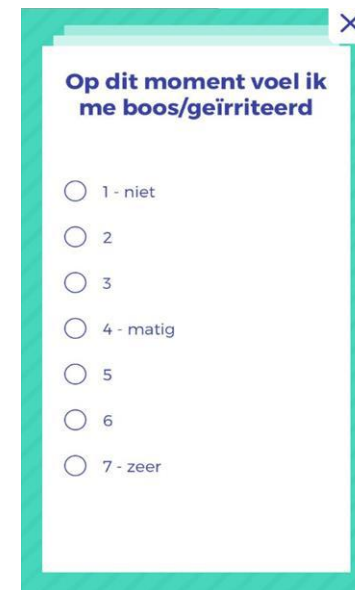 Op dit moment voel ik
me boos/geïrriteerd
1 - niet
2
3
4 - matig
5
6
7 - zeer